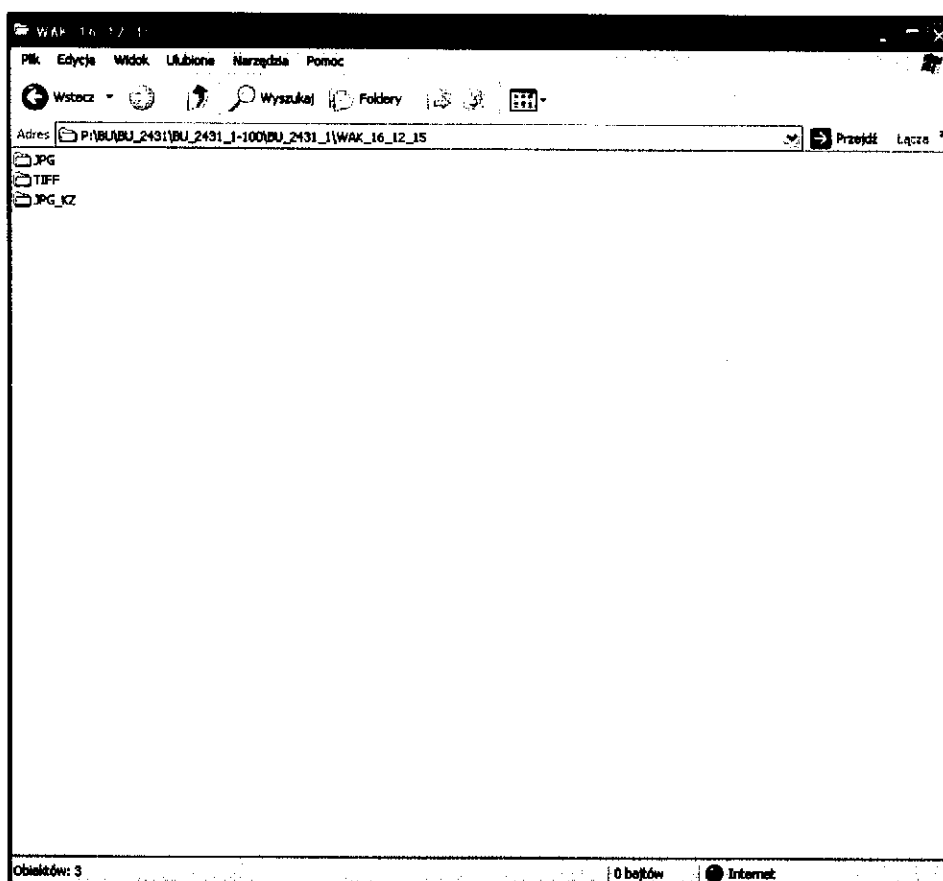 WAK_16_12_15
Plik Edycja Widok Ulubione Narzędzia Pomoc
Wstecz Wyszukaj Foldery
Adres P:\BU\BU_2431\BU_2431_1-100\BU_2431_1\WAK_16_12_15 Przejdź Łącza »
JPG
TIFF
JPG_KZ
Obiektów: 3 0 bajtów Internet